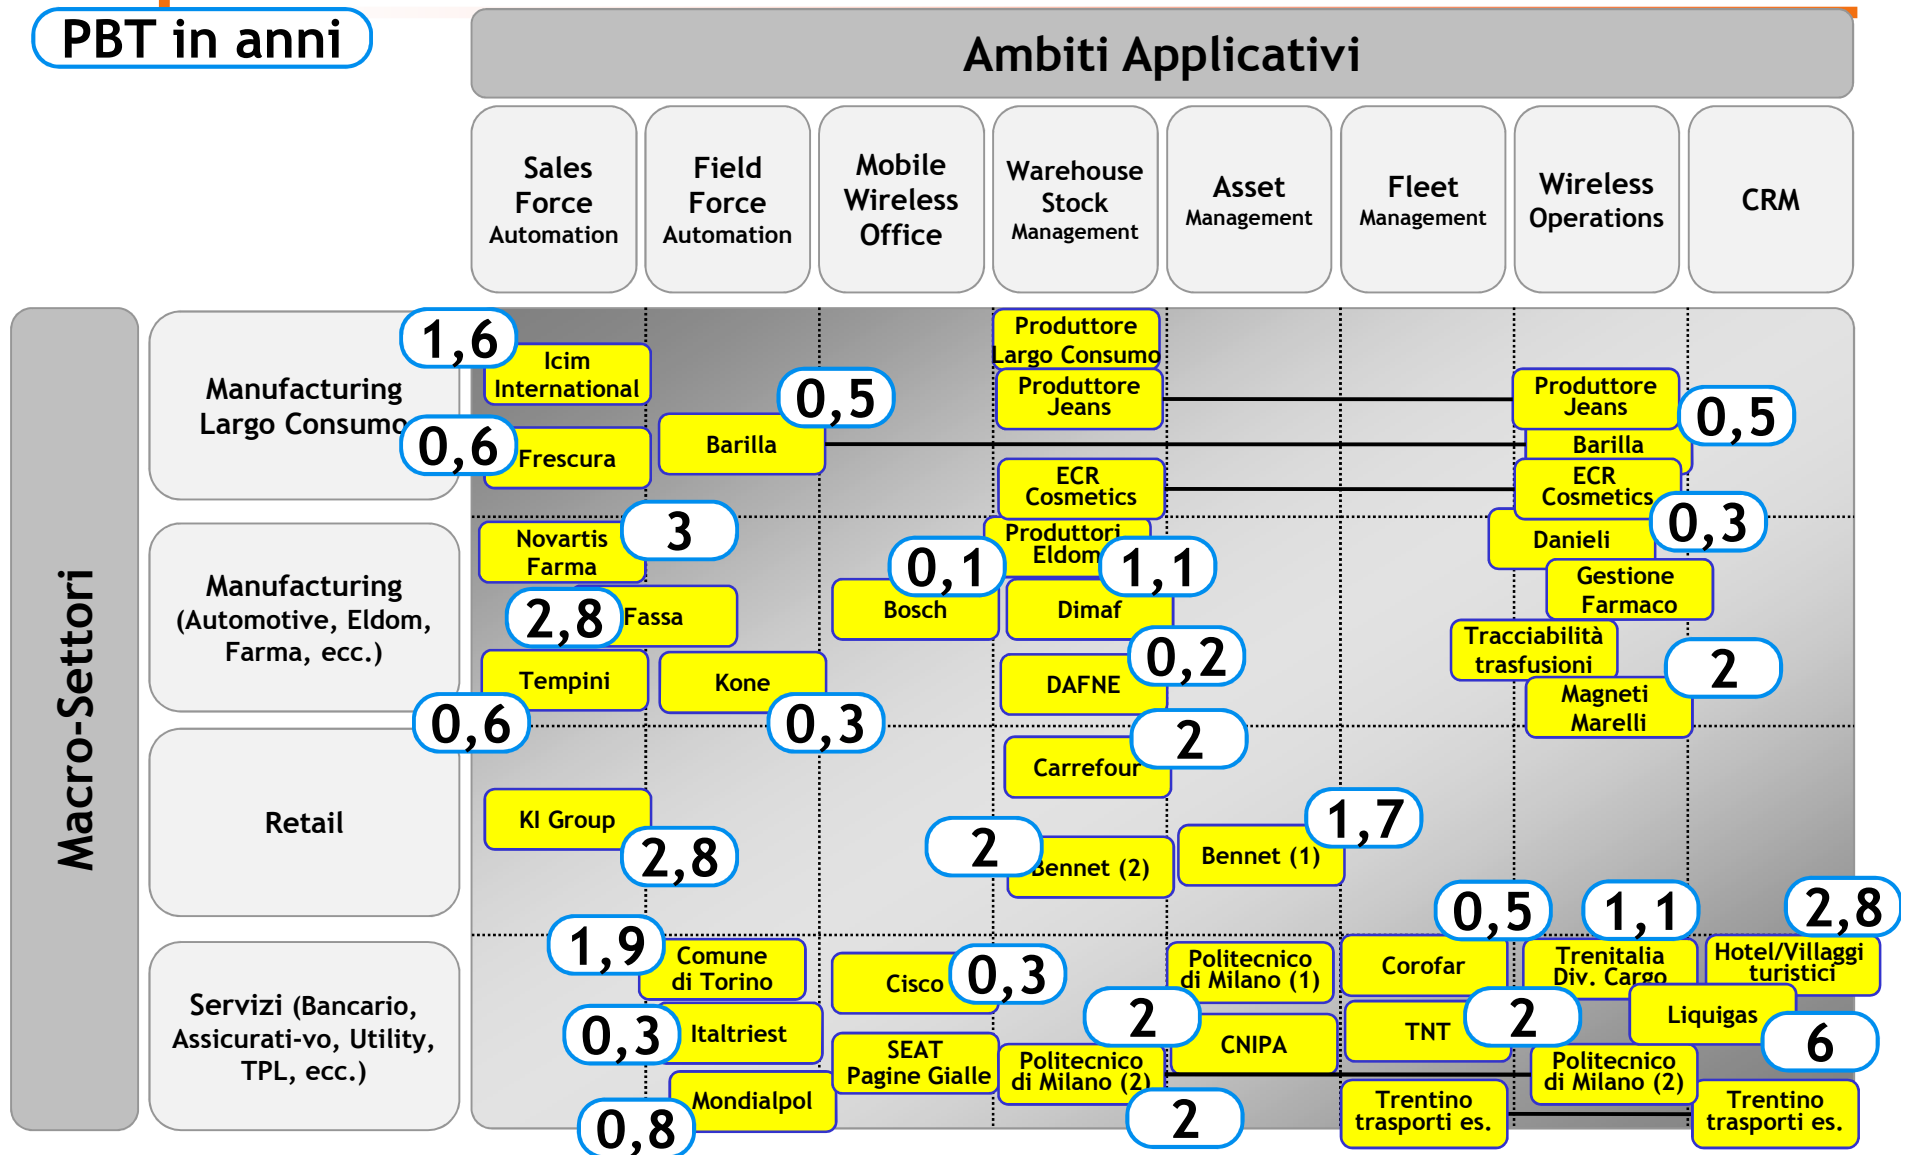 PBT in anni
Ambiti Applicativi
Sales
Force
Automation
Field
Force
Automation
Mobile
Wireless
Office
Warehouse
Stock
Management
Asset
Management
Fleet
Management
Wireless
Operations
CRM
Macro-Settori
Manufacturing
Largo Consumo
1,6
Icim
International
0,6
Frescura
Barilla
0,5
Produttore
Largo Consumo
Produttore
Jeans
ECR
Cosmetics
Produttore
Jeans
Barilla
0,5
ECR
Cosmetics
Manufacturing
(Automotive, Eldom,
Farma, ecc.)
Novartis
Farma
3
2,8
Fassa
Tempini
0,6
Kone
0,3
0,1
Bosch
Produttori
Eldom
1,1
Dimaf
0,2
DAFNE
Danieli
0,3
Gestione
Farmaco
Tracciabilità
trasfusioni
2
Magneti
Marelli
Retail
KI Group
2,8
Carrefour
2
2
Bennet (2)
Bennet (1)
1,7
Servizi (Bancario,
Assicurati-vo, Utility,
TPL, ecc.)
1,9
Comune
di Torino
0,3
Italtriest
0,8
Mondialpol
Cisco
0,3
SEAT
Pagine Gialle
Politecnico
di Milano (2)
2
Politecnico
di Milano (1)
2
CNIPA
0,5
Corofar
TNT
2
Trentino
trasporti es.
1,1
Trenitalia
Div. Cargo
Liquigas
6
Politecnico
di Milano (2)
2,8
Hotel/Villaggi
turistici
Trentino
trasporti es.